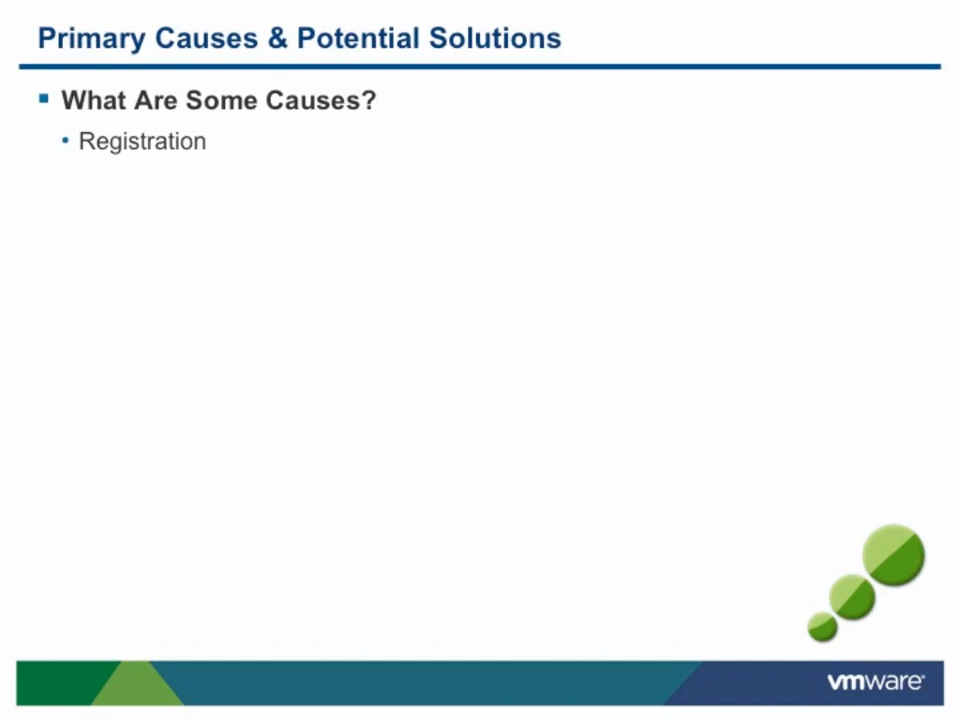 Primary Causes & Potential Solutions
What Are Some Causes?
Registration
vmware